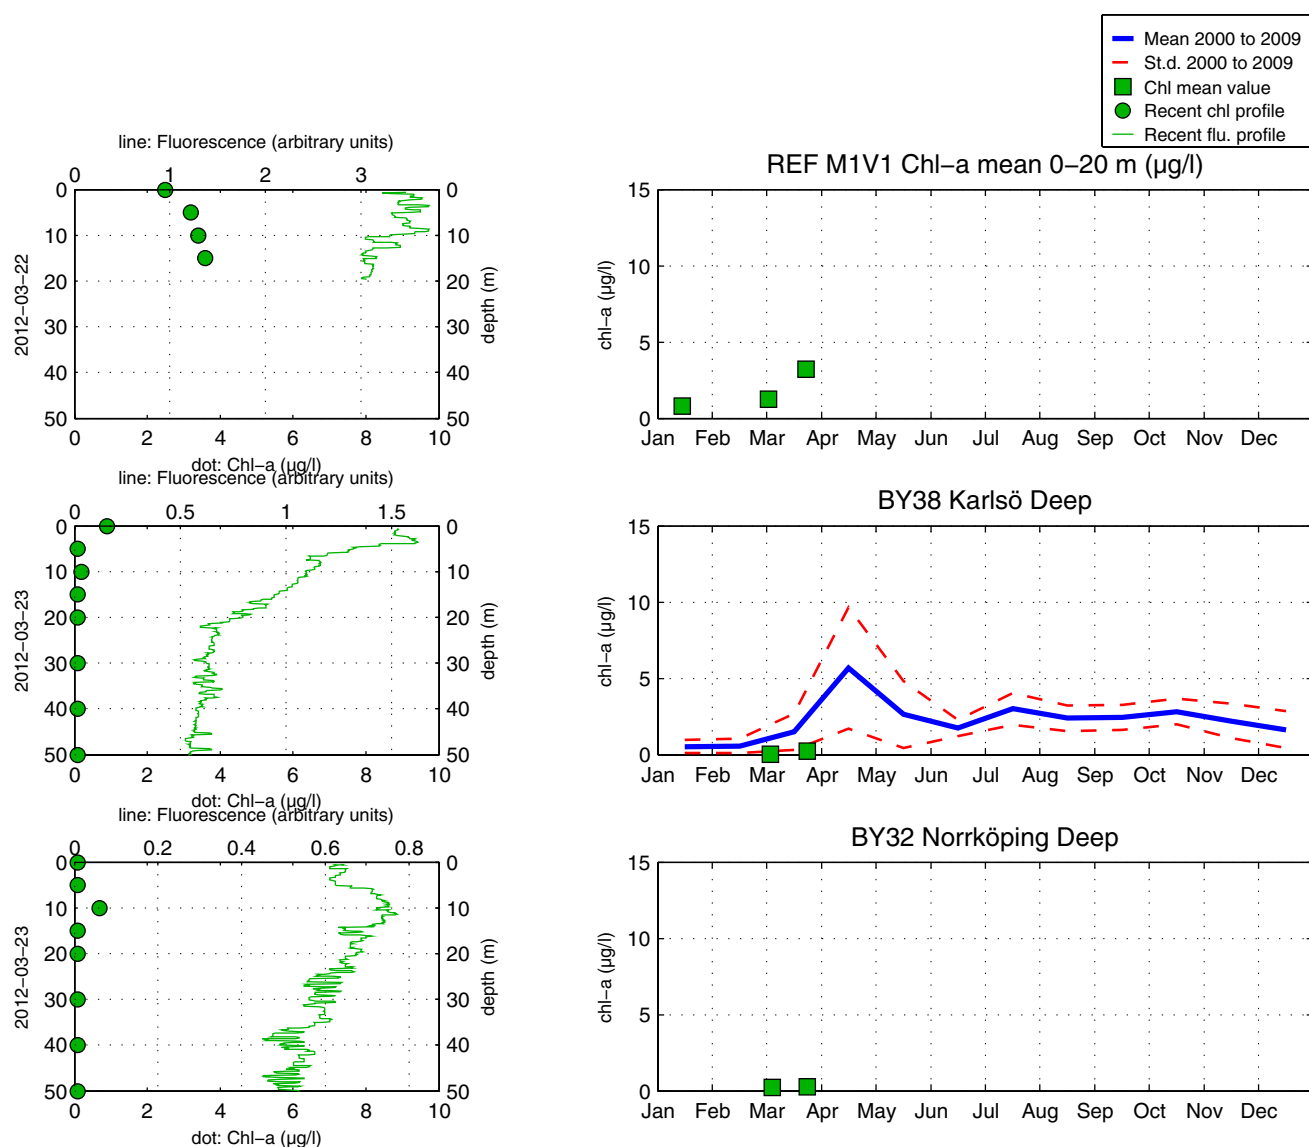 Mean 2000 to 2009
St.d. 2000 to 2009
Chl mean value
Recent chl profile
Recent flu. profile
line: Fluorescence (arbitrary units)
0 1 2 3
0 10 20 30 40 50
2012−03−22
0 10 20 30 40 50
depth (m)
0 2 4 6 8 10
dot: Chl−a (µg/l)
REF M1V1 Chl−a mean 0−20 m (µg/l)
15 10 5 0
chl−a (µg/l)
Jan Feb Mar Apr May Jun Jul Aug Sep Oct Nov Dec
line: Fluorescence (arbitrary units)
0 0.5 1 1.5
0 10 20 30 40 50
2012−03−23
0 10 20 30 40 50
depth (m)
0 2 4 6 8 10
dot: Chl−a (µg/l)
BY38 Karlsö Deep
15 10 5 0
chl−a (µg/l)
Jan Feb Mar Apr May Jun Jul Aug Sep Oct Nov Dec
line: Fluorescence (arbitrary units)
0 0.2 0.4 0.6 0.8
0 10 20 30 40 50
2012−03−23
0 10 20 30 40 50
depth (m)
0 2 4 6 8 10
dot: Chl−a (µg/l)
BY32 Norrköping Deep
15 10 5 0
chl−a (µg/l)
Jan Feb Mar Apr May Jun Jul Aug Sep Oct Nov Dec